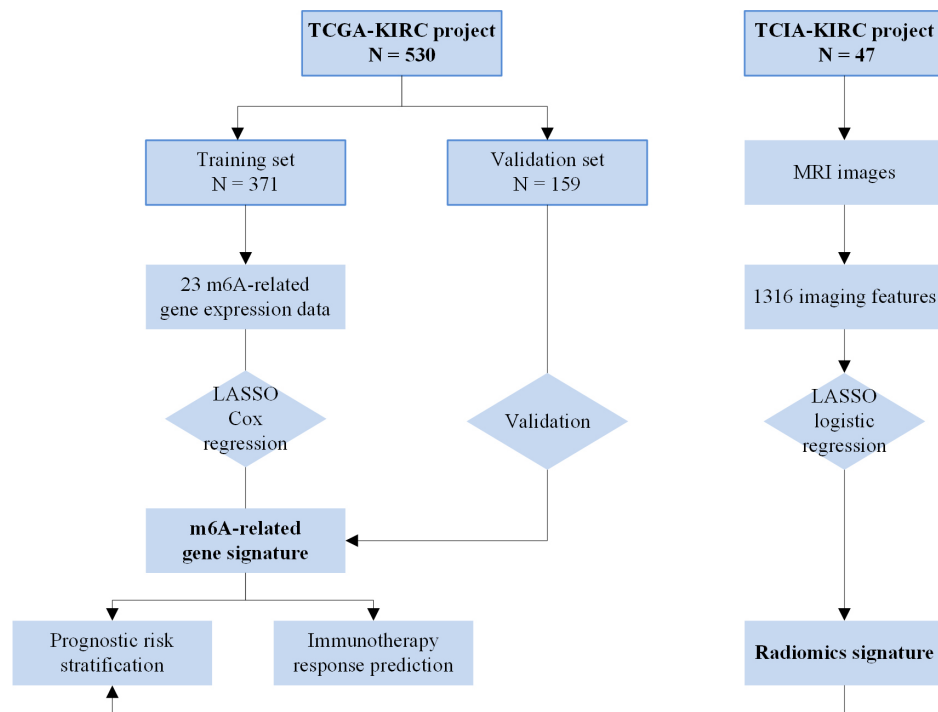 TCGA-KIRC project
N = 530
TCIA-KIRC project
N = 47
Training set
N = 371
Validation set
N = 159
MRI images
23 m6A-related
gene expression data
1316 imaging features
LASSO
Cox
regression
Validation
LASSO
logistic
regression
m6A-related
gene signature
Prognostic risk
stratification
Immunotherapy
response prediction
Radiomics signature